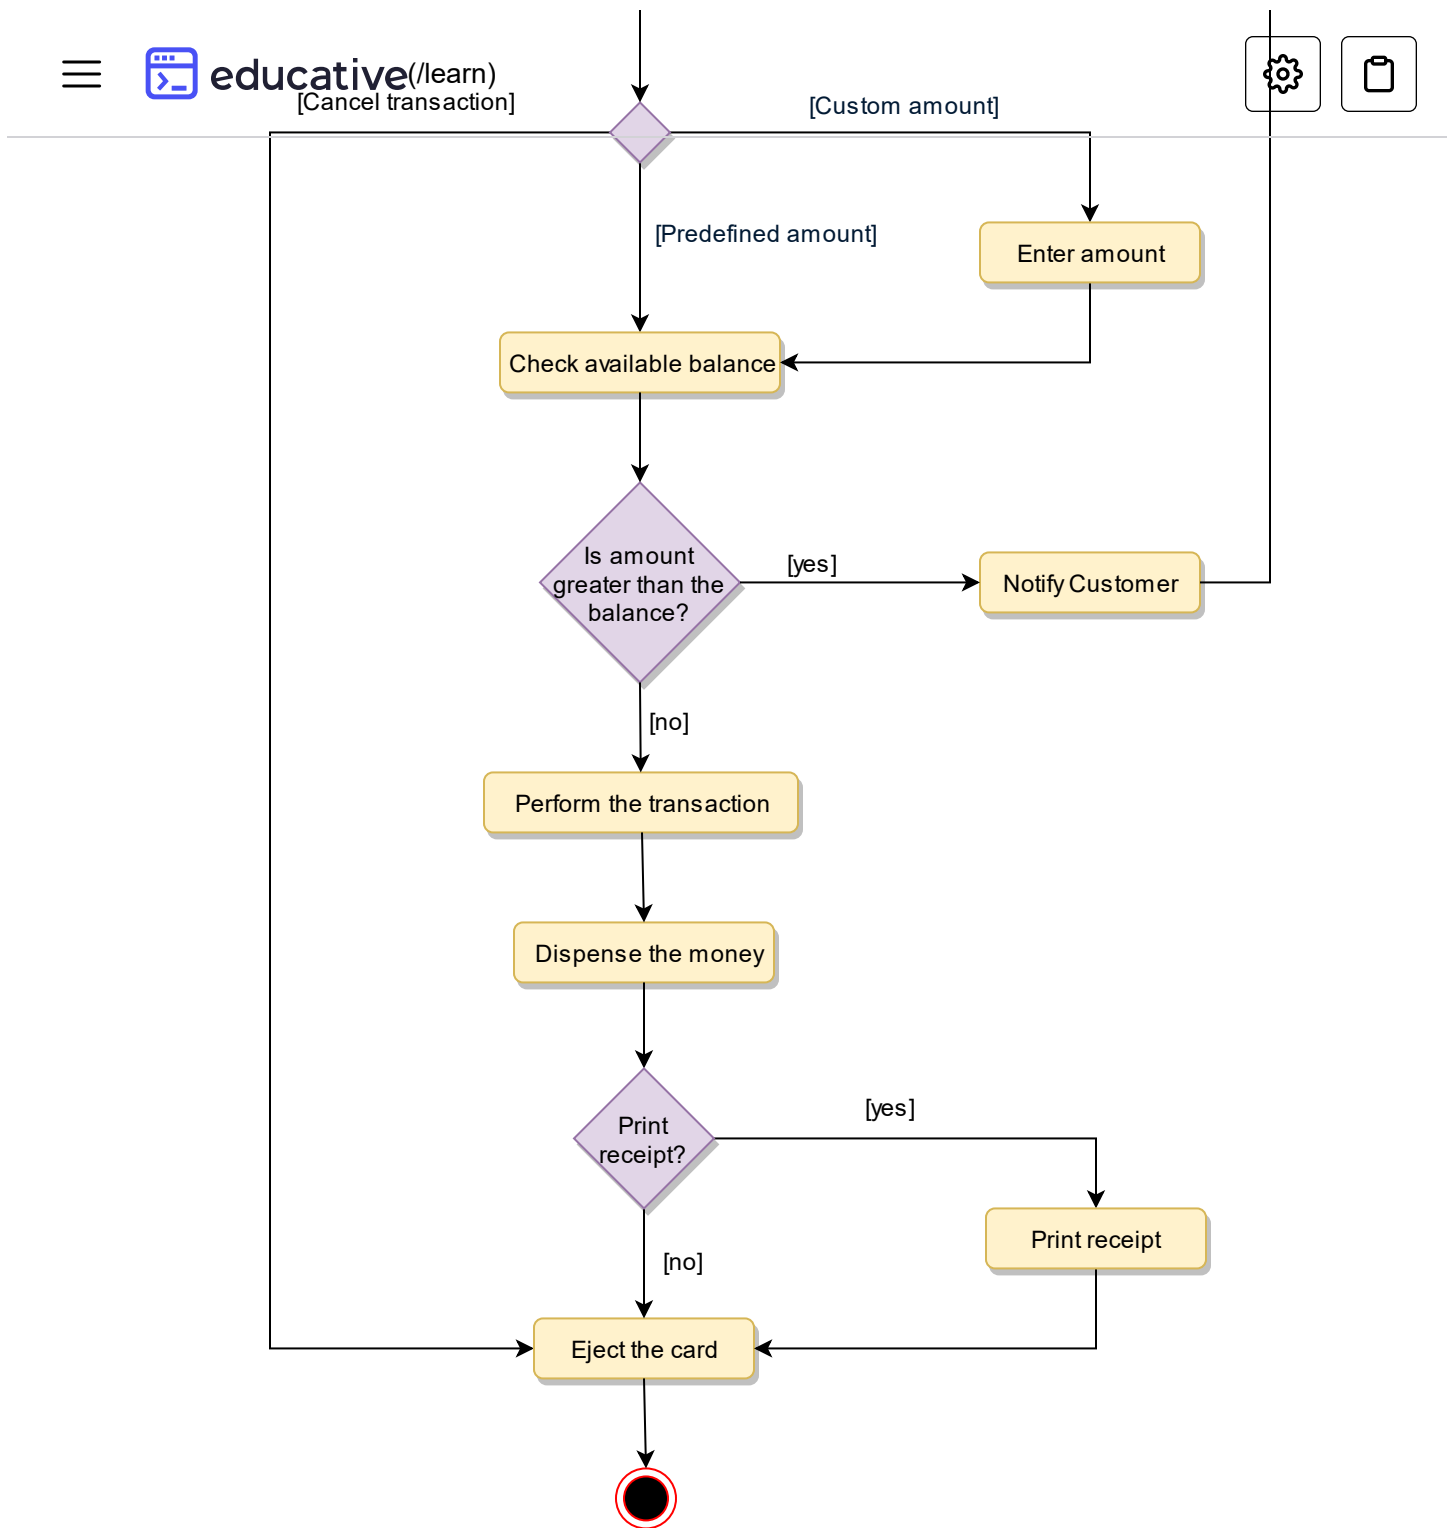 educative(/learn)
[Cancel transaction]
[Custom amount]
[Predefined amount]
Enter amount
Check available balance
Is amount
greater than the
balance?
[yes]
Notify Customer
[no]
Perform the transaction
Dispense the money
Print
receipt?
[yes]
Print receipt
[no]
Eject the card